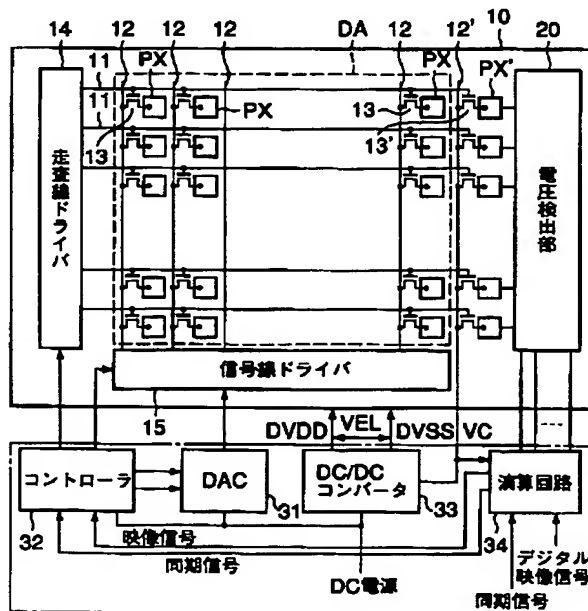 14 12 12 12 DA 12 12' 10 20
11 PX PX PX'
11 PX 13
13 13'
走査線ドライバ
電圧検出部
信号線ドライバ
15 DVDD VEL DVSS VC
コントローラ DAC DC/DC コンバータ 演算回路
32 31 33 34
映像信号
同期信号 デジタル 映像信号
DC電源 同期信号